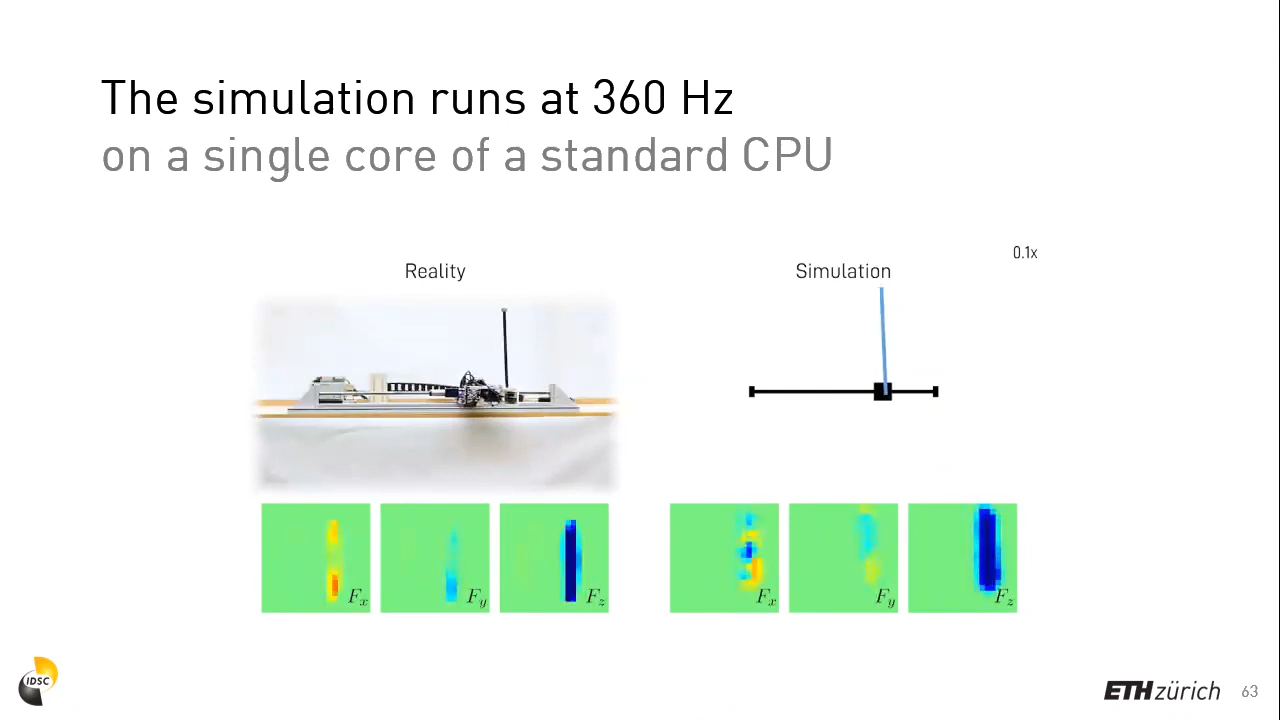 The simulation runs at 360 Hz
on a single core of a standard CPU
0.1x
Reality
Simulation
Fx
Fy
Fz
Fx
Fy
Fz
IDSC
ETH zürich
63